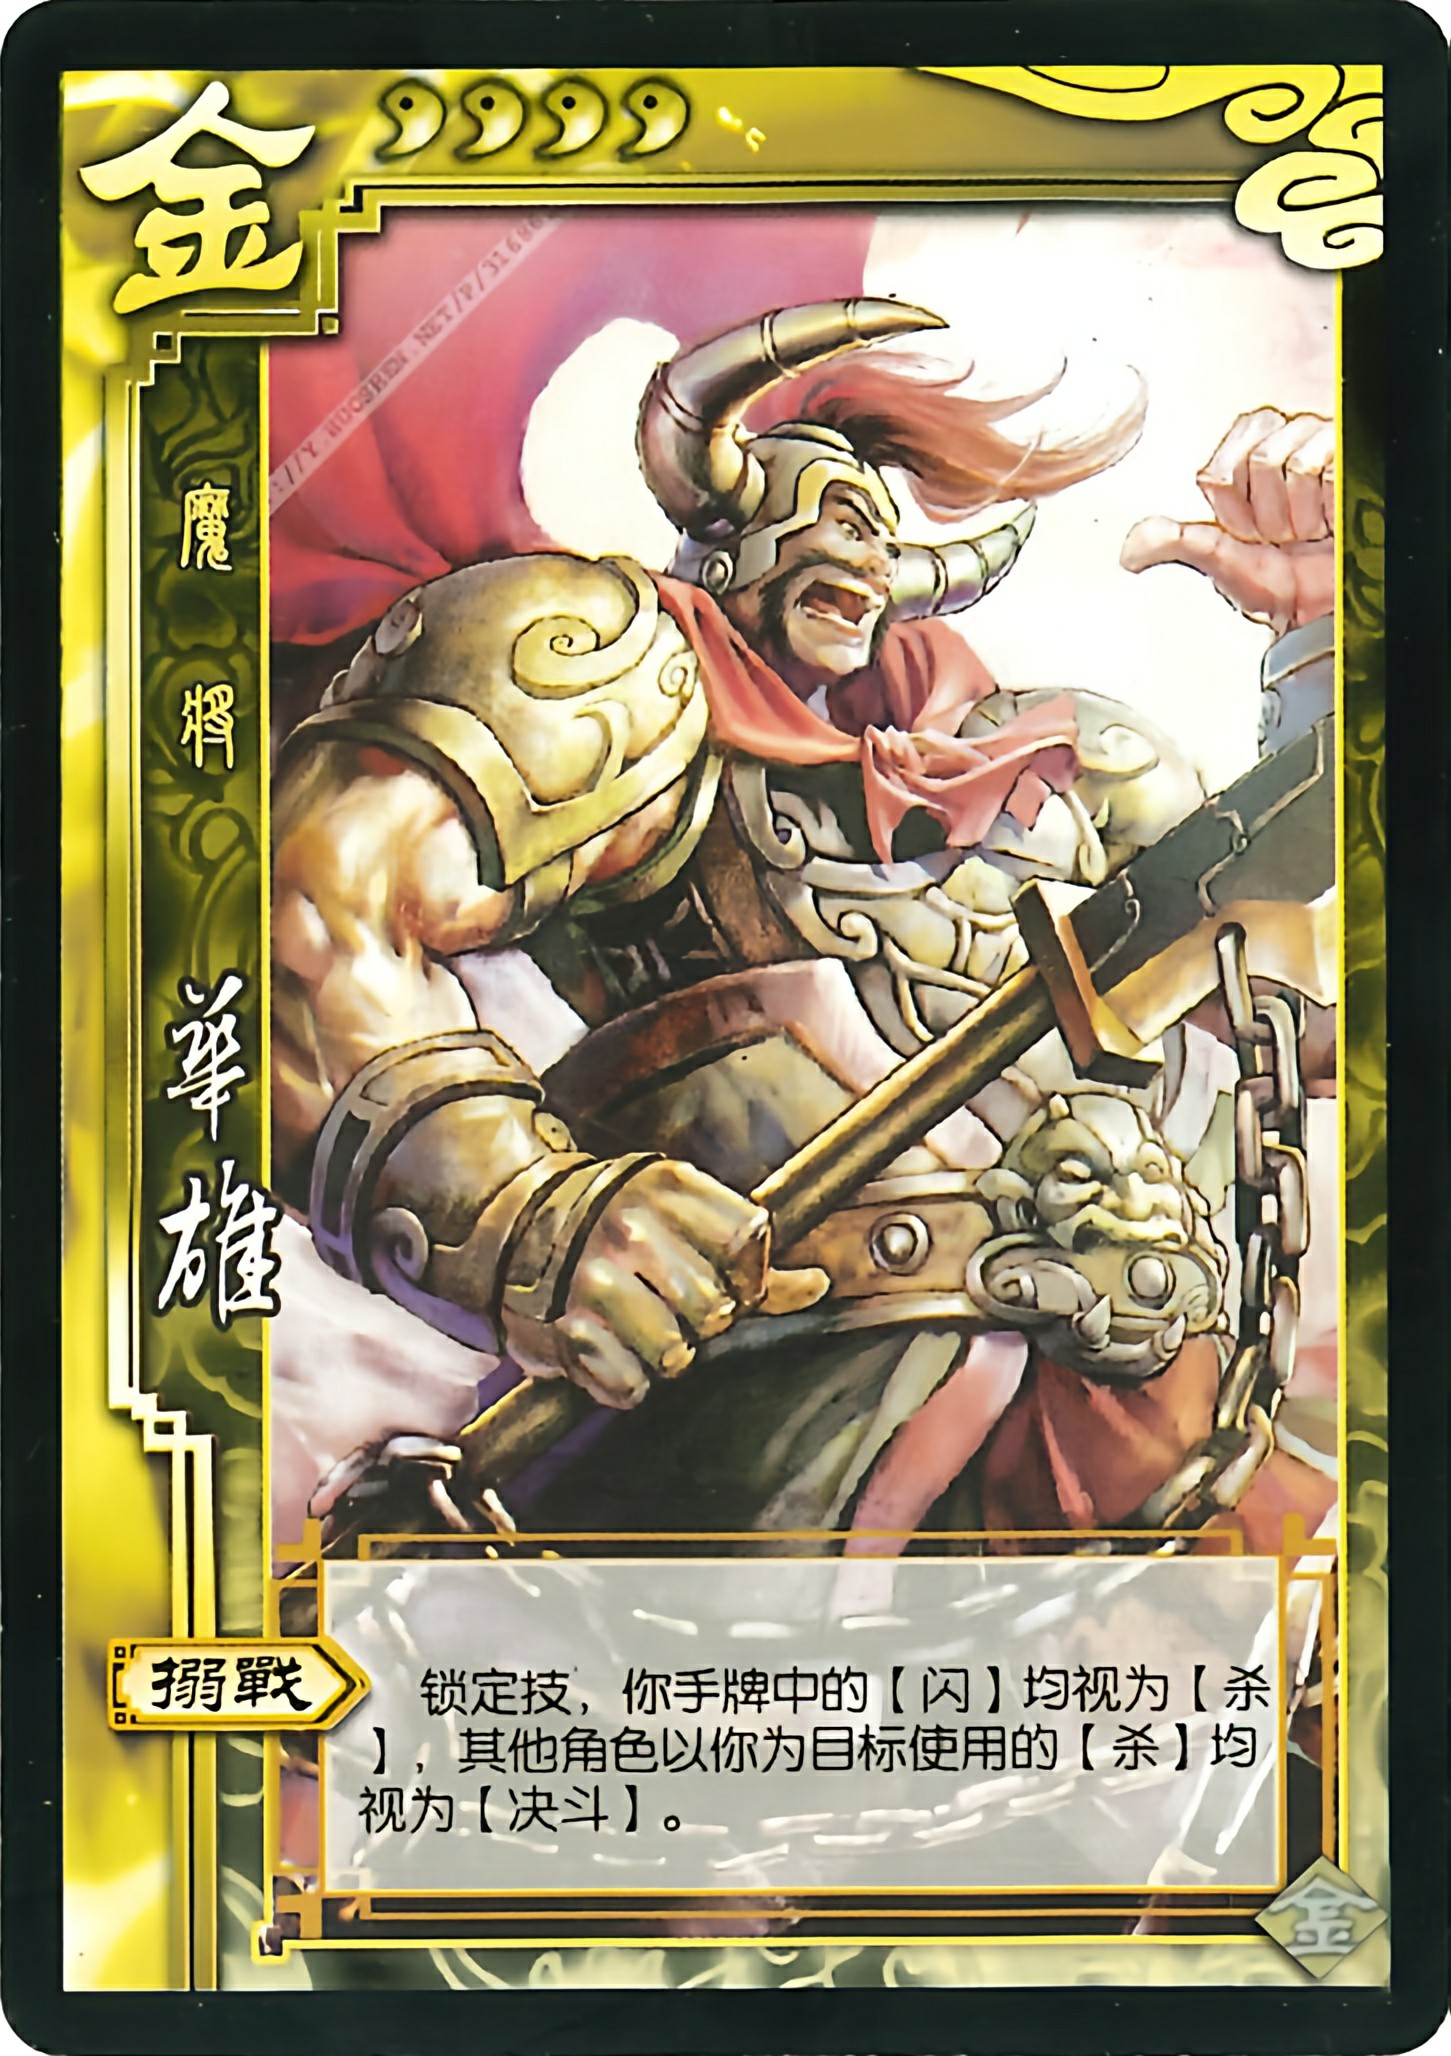 金
魔将
華雄
搦戰
锁定技，你手牌中的【闪】均视为【杀
】，其他角色以你为目标使用的【杀】均
视为【决斗】。
金